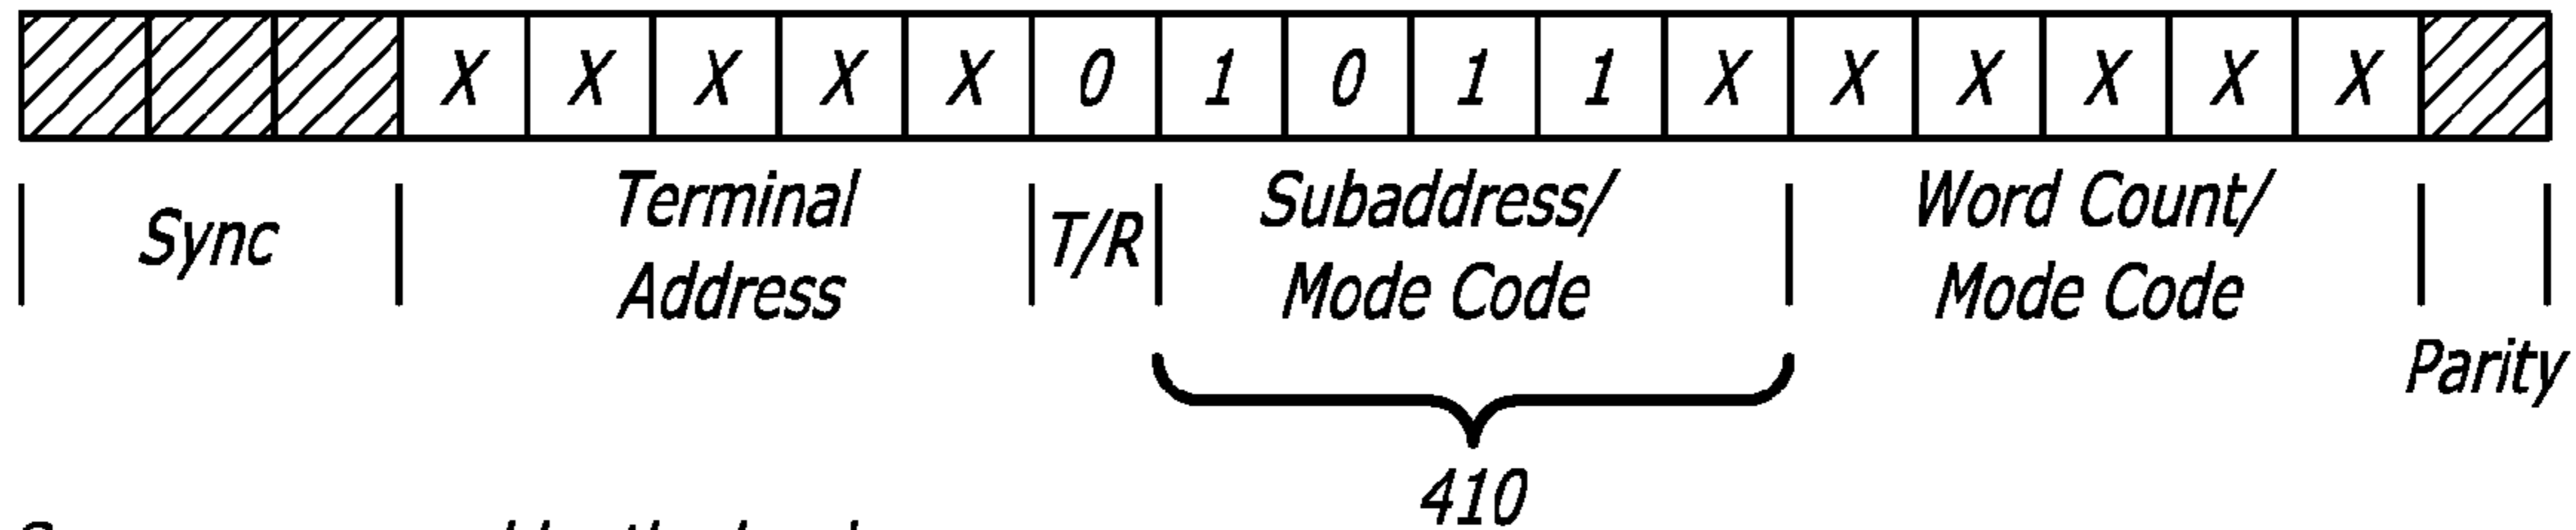 X X X X X 0 1 0 1 1 X X X X X X
Sync
Terminal
Address
T/R
Subaddress/
Mode Code
Word Count/
Mode Code
Parity
410